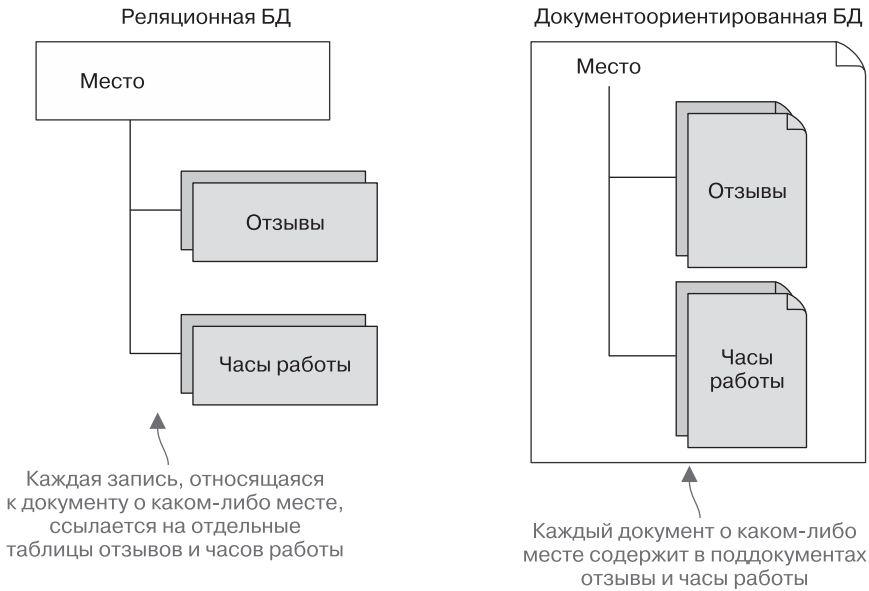 Реляционная БД
Место
Отзывы
Часы работы
Каждая запись, относящаяся
к документу о каком-либо месте,
ссылается на отдельные
таблицы отзывов и часов работы
Документоориентированная БД
Место
Отзывы
Часы
работы
Каждый документ о каком-либо
месте содержит в поддокументах
отзывы и часы работы